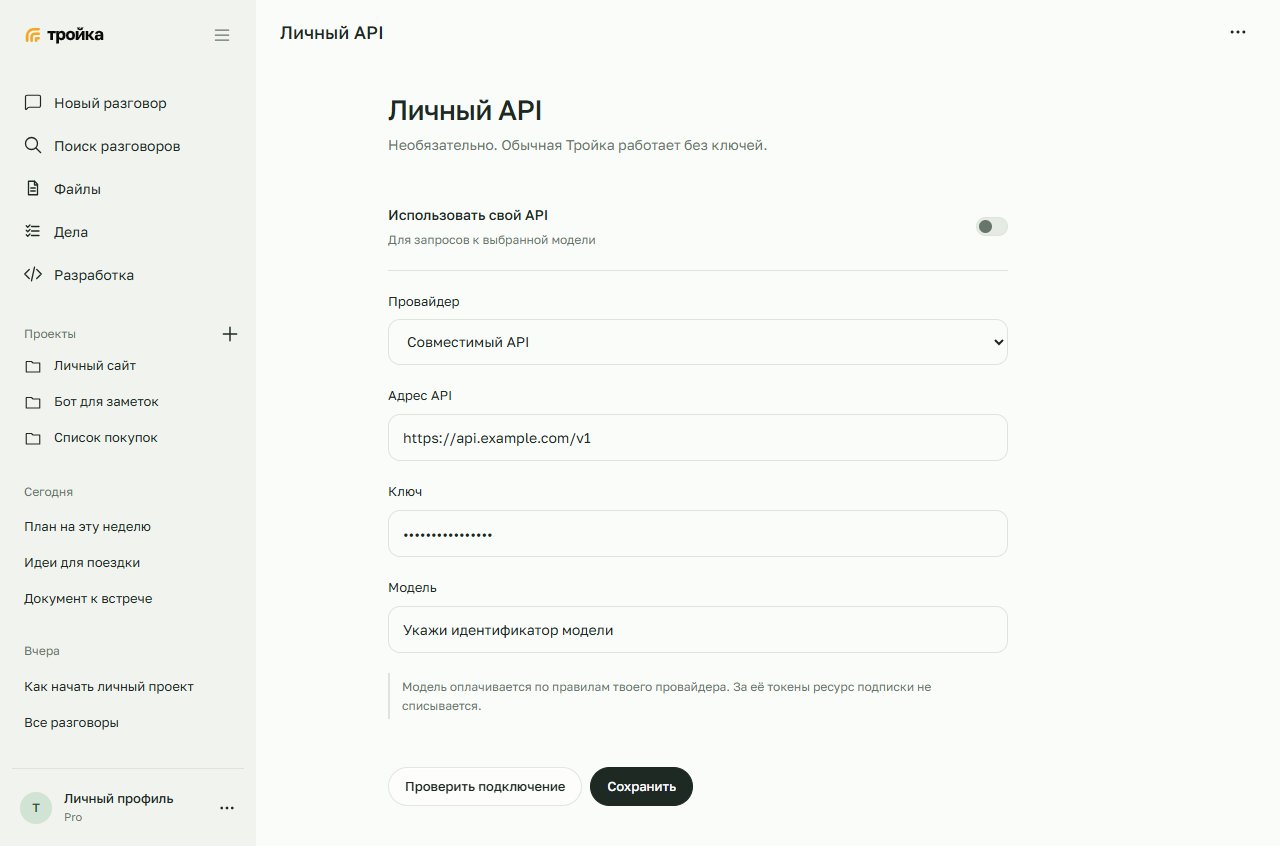 тройка
Новый разговор
Поиск разговоров
Файлы
Дела
Разработка
Проекты
Личный сайт
Бот для заметок
Список покупок
Сегодня
План на эту неделю
Идеи для поездки
Документ к встрече
Вчера
Как начать личный проект
Все разговоры
Т
Личный профиль
Pro
Личный API
Личный API
Необязательно. Обычная Тройка работает без ключей.
Использовать свой API
Для запросов к выбранной модели
Провайдер
Совместимый API
Адрес API
https://api.example.com/v1
Ключ
••••••••••••••••
Модель
Укажи идентификатор модели
Модель оплачивается по правилам твоего провайдера. За её токены ресурс подписки не
списывается.
Проверить подключение
Сохранить